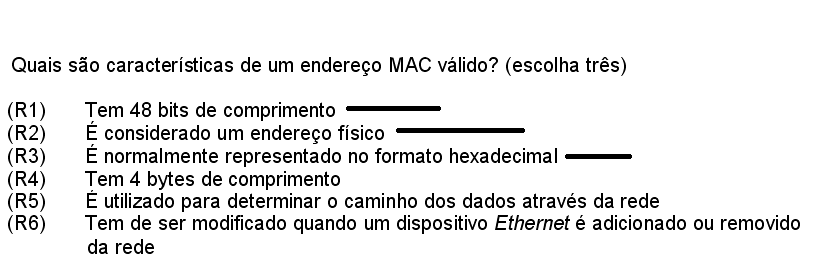 Quais são características de um endereço MAC válido? (escolha três)
(R1) Tem 48 bits de comprimento
(R2) É considerado um endereço físico
(R3) É normalmente representado no formato hexadecimal
(R4) Tem 4 bytes de comprimento
(R5) É utilizado para determinar o caminho dos dados através da rede
(R6) Tem de ser modificado quando um dispositivo Ethernet é adicionado ou removido
da rede